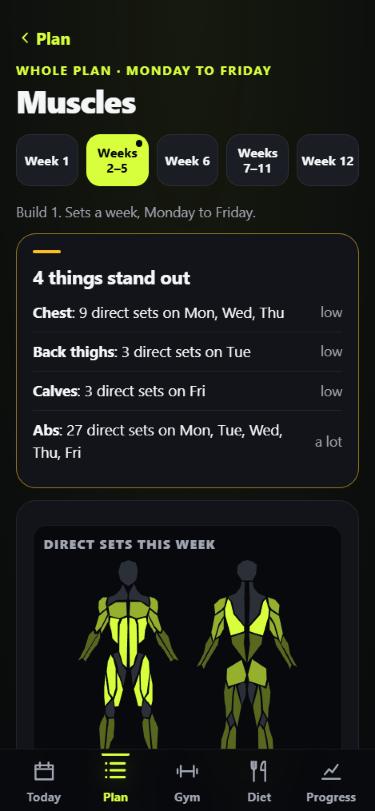 Plan
WHOLE PLAN · MONDAY TO FRIDAY
Muscles
Week 1
Weeks
2–5
Week 6
Weeks
7–11
Week 12
Build 1. Sets a week, Monday to Friday.
4 things stand out
Chest: 9 direct sets on Mon, Wed, Thu low
Back thighs: 3 direct sets on Tue low
Calves: 3 direct sets on Fri low
Abs: 27 direct sets on Mon, Tue, Wed,
Thu, Fri
a lot
DIRECT SETS THIS WEEK
Today
Plan
Gym
Diet
Progress